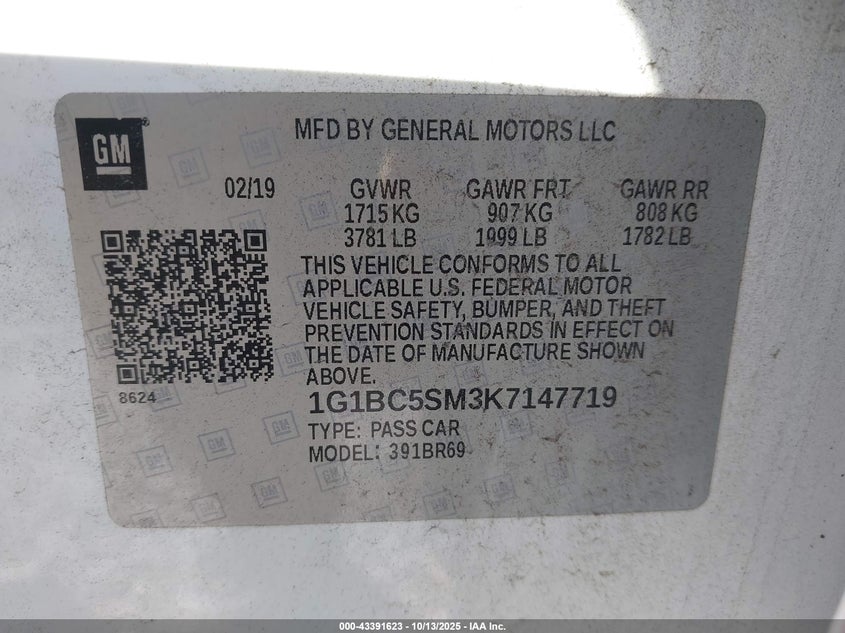 GM
MFD BY GENERAL MOTORS LLC
02/19 GVWR GAWR FRT GAWR RR
1715 KG 907 KG 808 KG
3781 LB 1999 LB 1782 LB
THIS VEHICLE CONFORMS TO ALL
APPLICABLE U.S. FEDERAL MOTOR
VEHICLE SAFETY, BUMPER, AND THEFT
PREVENTION STANDARDS IN EFFECT ON
THE DATE OF MANUFACTURE SHOWN
ABOVE.
8624
1G1BC5SM3K7147719
TYPE: PASS CAR
MODEL: 391BR69
000-43391623 - 10/13/2025 - IAA Inc.